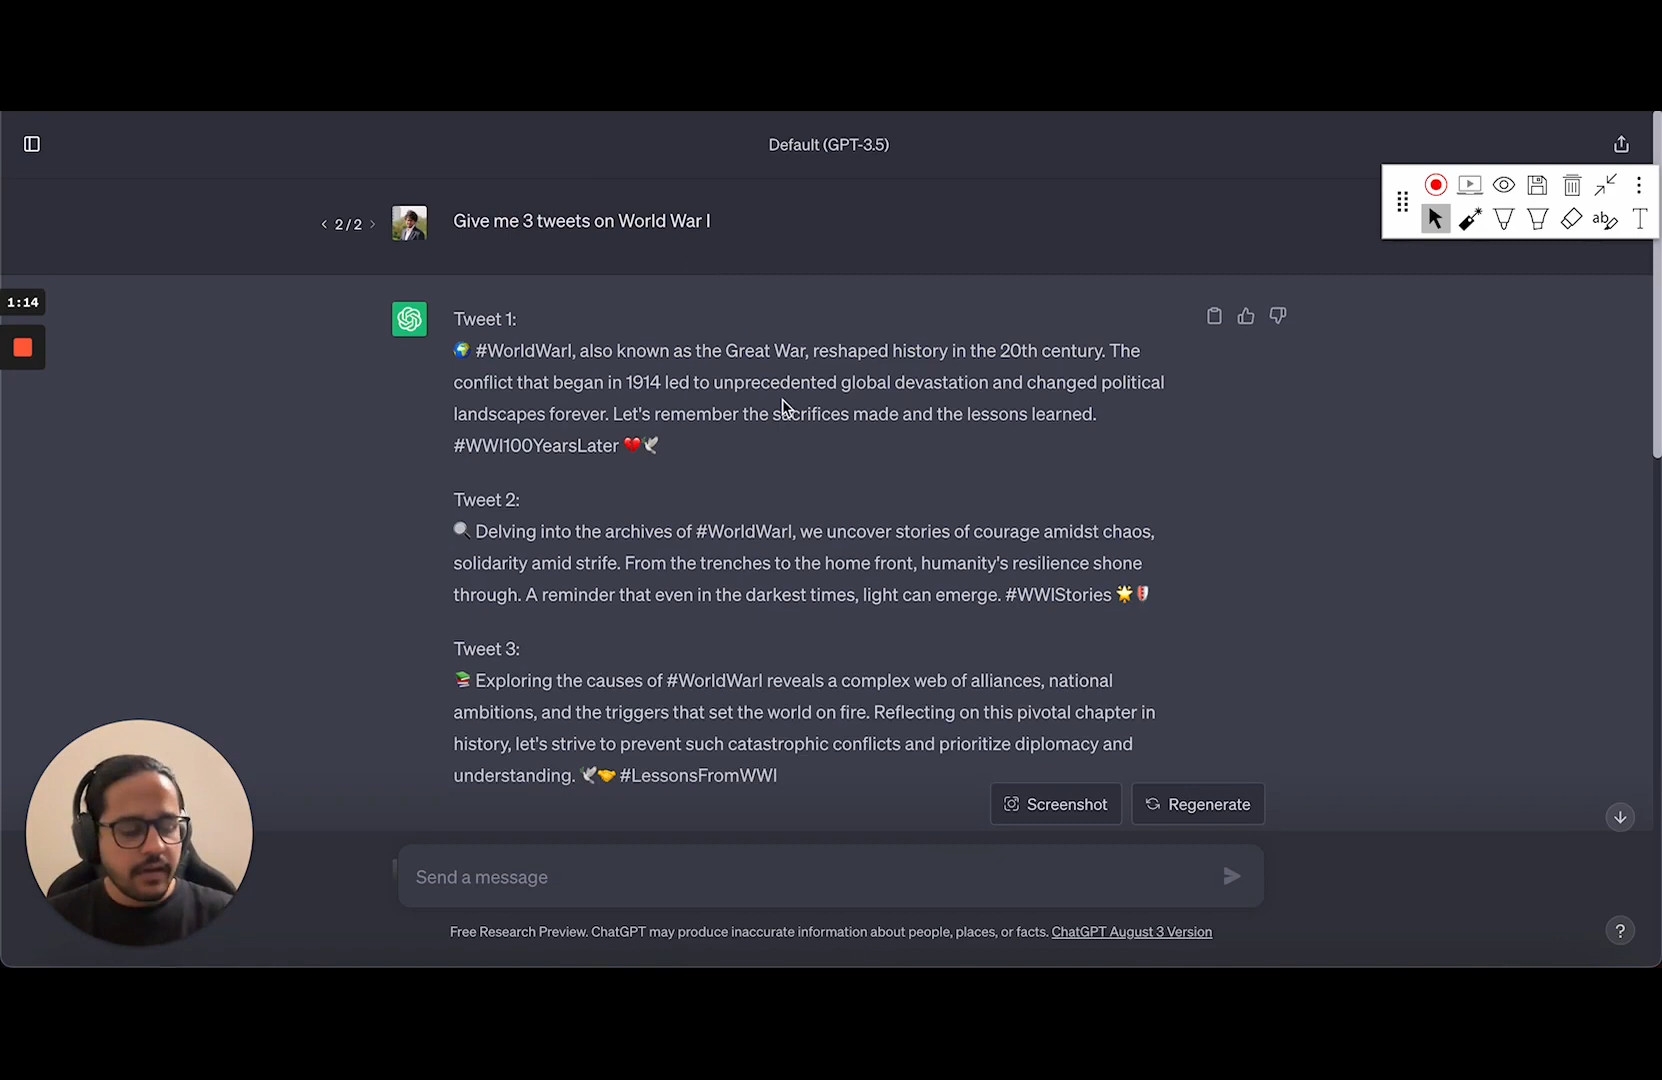 Default (GPT-3.5)
< 2/2 >
Give me 3 tweets on World War I
1:14
Tweet 1:
🌍 #WorldWarI, also known as the Great War, reshaped history in the 20th century. The
conflict that began in 1914 led to unprecedented global devastation and changed political
landscapes forever. Let's remember the sacrifices made and the lessons learned.
#WWI100YearsLater 💔🕊️
Tweet 2:
🔍 Delving into the archives of #WorldWarI, we uncover stories of courage amidst chaos,
solidarity amid strife. From the trenches to the home front, humanity's resilience shone
through. A reminder that even in the darkest times, light can emerge. #WWIStories 🌟🎖️
Tweet 3:
📚 Exploring the causes of #WorldWarI reveals a complex web of alliances, national
ambitions, and the triggers that set the world on fire. Reflecting on this pivotal chapter in
history, let's strive to prevent such catastrophic conflicts and prioritize diplomacy and
understanding. 🕊️🤝 #LessonsFromWWI
Screenshot
Regenerate
Send a message
Free Research Preview. ChatGPT may produce inaccurate information about people, places, or facts. ChatGPT August 3 Version
?
ab
T